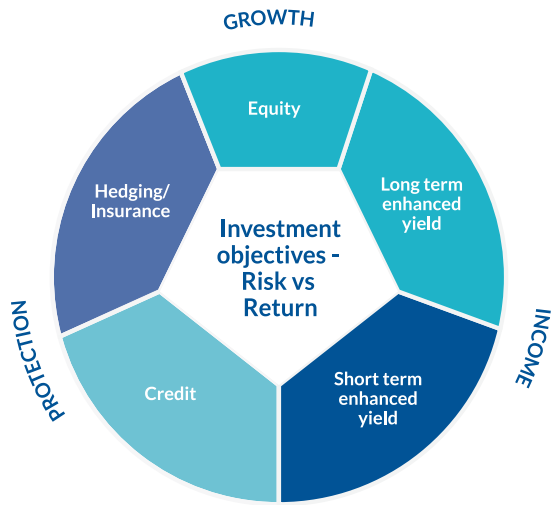 GROWTH
Equity
Hedging/
Insurance
Long term
enhanced
yield
Investment
objectives -
Risk vs
Return
PROTECTION
INCOME
Credit
Short term
enhanced
yield